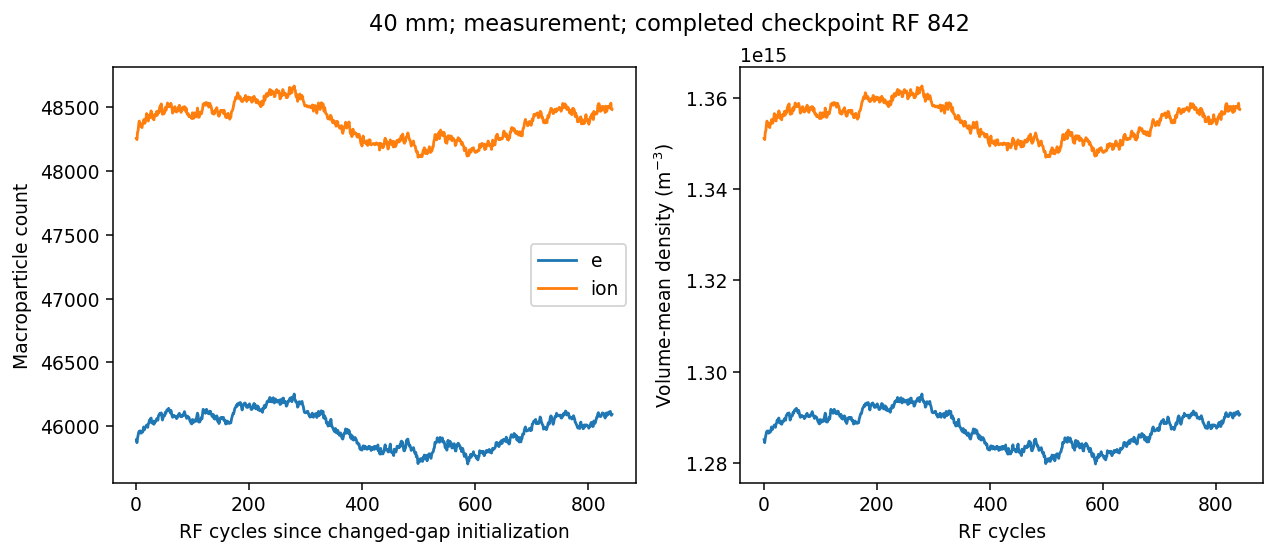 40 mm; measurement; completed checkpoint RF 842
Macroparticle count
48500
48000
47500
47000
46500
46000
0
200
400
600
800
RF cycles since changed-gap initialization
e
ion
1e15
Volume-mean density (m⁻³)
1.36
1.34
1.32
1.30
1.28
0
200
400
600
800
RF cycles